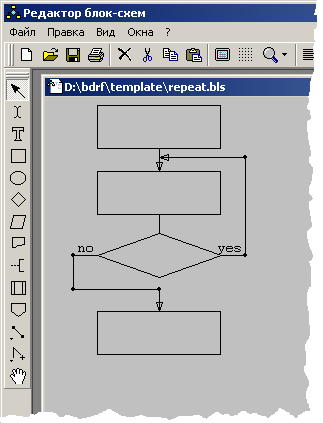 Редактор блок-схем
Файл Правка Вид Окна ?
D:\bdrf\template\repeat.bls
no yes